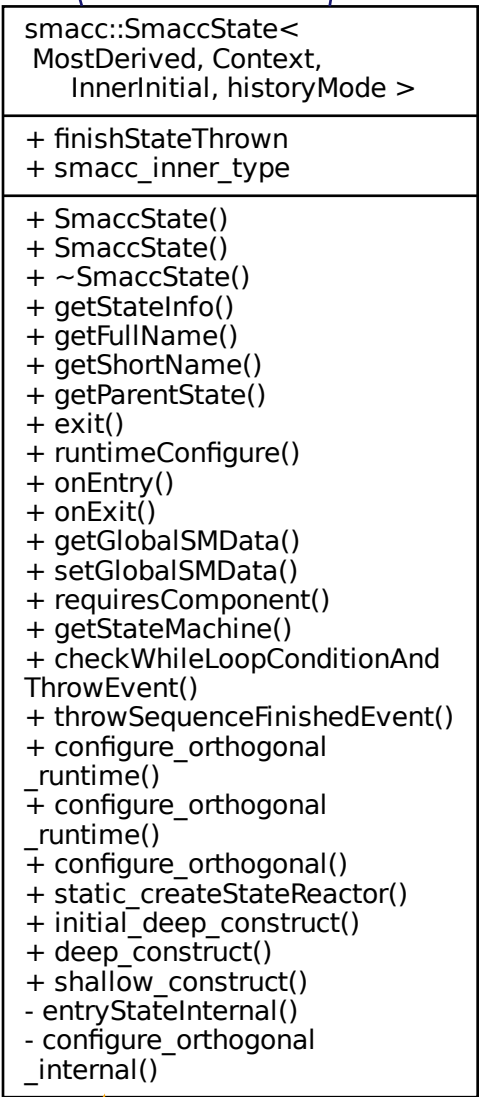 smacc::SmaccState<
MostDerived, Context,
InnerInitial, historyMode >
+ finishStateThrown
+ smacc_inner_type
+ SmaccState()
+ SmaccState()
+ ~SmaccState()
+ getStateInfo()
+ getFullName()
+ getShortName()
+ getParentState()
+ exit()
+ runtimeConfigure()
+ onEntry()
+ onExit()
+ getGlobalSMData()
+ setGlobalSMData()
+ requiresComponent()
+ getStateMachine()
+ checkWhileLoopConditionAnd
ThrowEvent()
+ throwSequenceFinishedEvent()
+ configure_orthogonal
_runtime()
+ configure_orthogonal
_runtime()
+ configure_orthogonal()
+ static_createStateReactor()
+ initial_deep_construct()
+ deep_construct()
+ shallow_construct()
- entryStateInternal()
- configure_orthogonal
_internal()